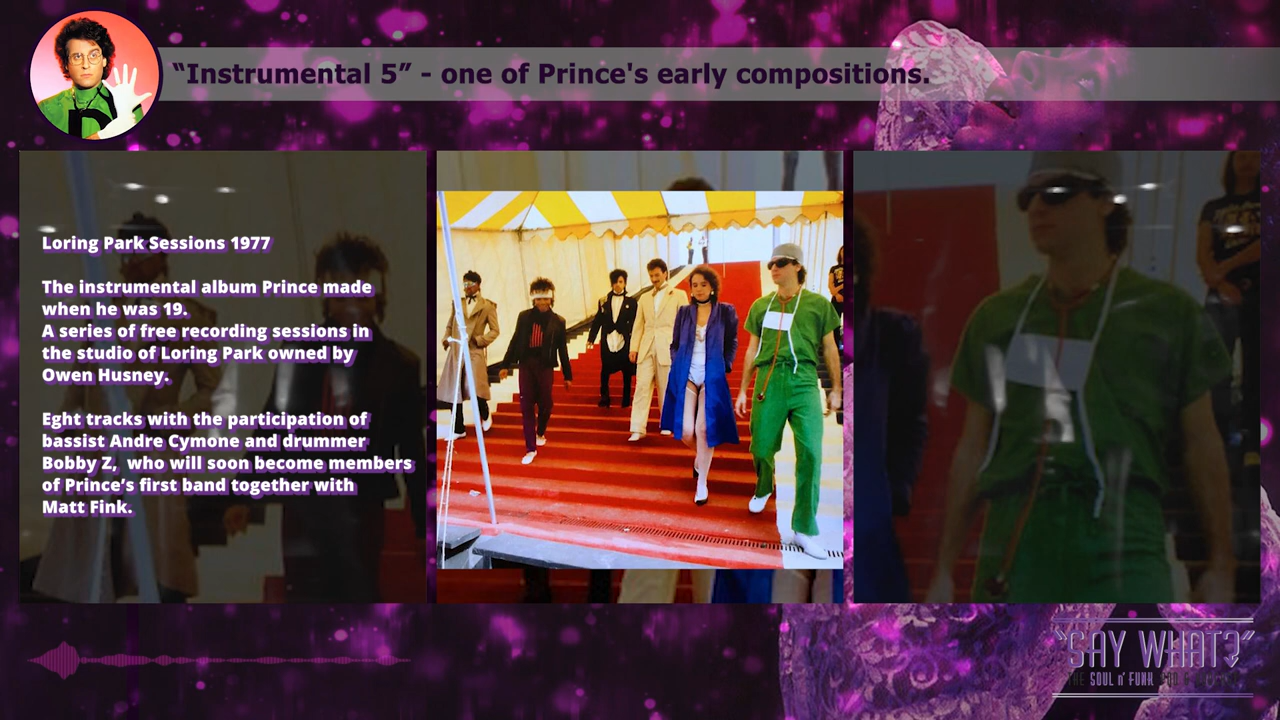 “Instrumental 5” - one of Prince's early compositions.
Loring Park Sessions 1977
The instrumental album Prince made
when he was 19.
A series of free recording sessions in
the studio of Loring Park owned by
Owen Husney.
Eght tracks with the participation of
bassist Andre Cymone and drummer
Bobby Z,  who will soon become members
of Prince’s first band together with
Matt Fink.
“SAY WHAT?”
THE SOUL n' FUNK